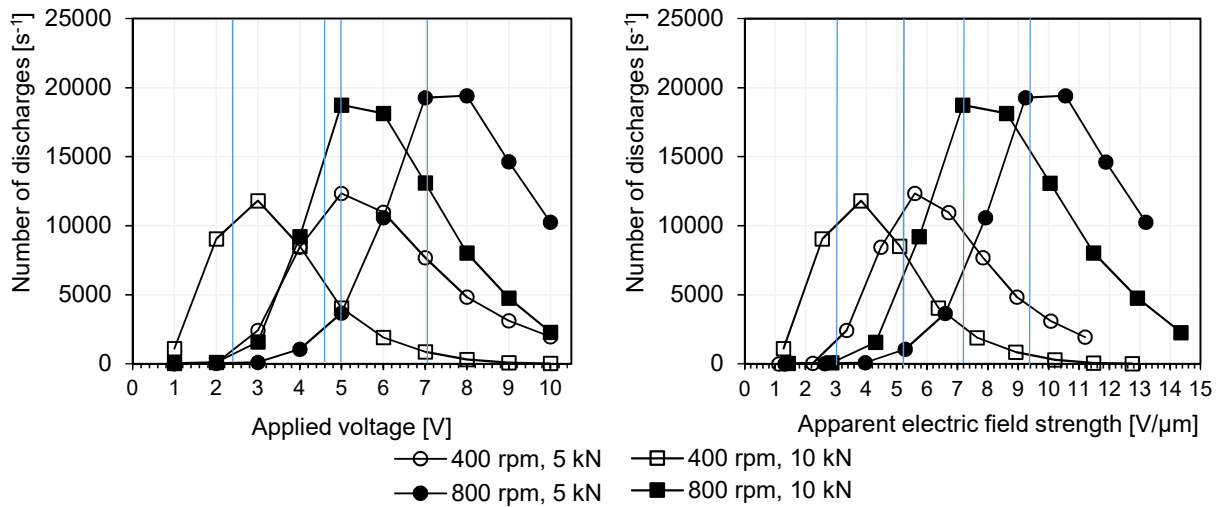 Number of discharges [s⁻¹]
25000
20000
15000
10000
5000
0
0 1 2 3 4 5 6 7 8 9 10
Applied voltage [V]
Number of discharges [s⁻¹]
25000
20000
15000
10000
5000
0
0 1 2 3 4 5 6 7 8 9 10 11 12 13 14 15
Apparent electric field strength [V/µm]
400 rpm, 5 kN
400 rpm, 10 kN
800 rpm, 5 kN
800 rpm, 10 kN